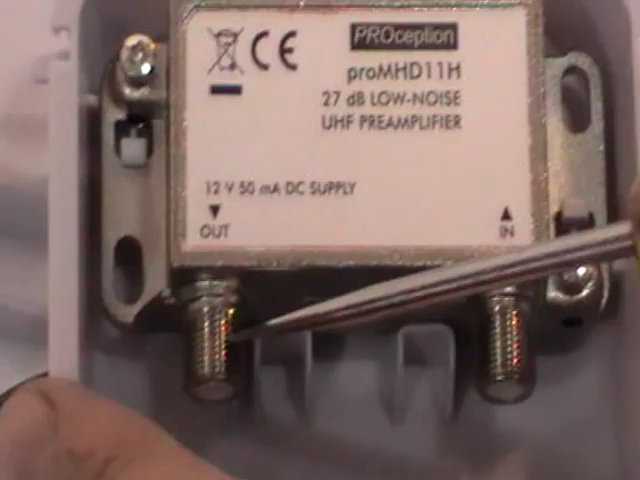 CE
PROception
proMHD11H
27 dB LOW-NOISE
UHF PREAMPLIFIER
12 V 50 mA DC SUPPLY
▼ ▲
OUT IN